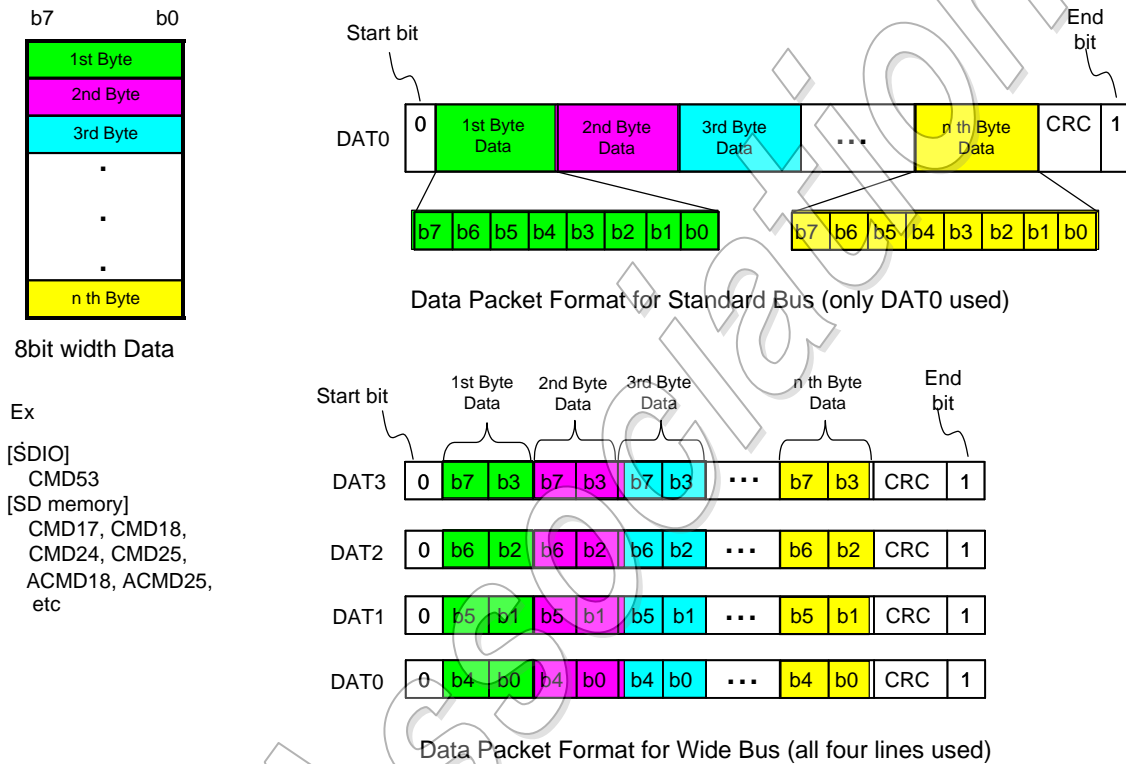 b7 b0
1st Byte
2nd Byte
3rd Byte
.
.
.
n th Byte
8bit width Data
Ex
[SDIO]
CMD53
[SD memory]
CMD17, CMD18,
CMD24, CMD25,
ACMD18, ACMD25,
etc
Start bit
End
bit
DAT0 0 1st Byte Data 2nd Byte Data 3rd Byte Data ... n th Byte Data CRC 1
b7 b6 b5 b4 b3 b2 b1 b0 b7 b6 b5 b4 b3 b2 b1 b0
Data Packet Format for Standard Bus (only DAT0 used)
Start bit
1st Byte Data 2nd Byte Data 3rd Byte Data n th Byte Data
End
bit
DAT3 0 b7 b3 b7 b3 b7 b3 ... b7 b3 CRC 1
DAT2 0 b6 b2 b6 b2 b6 b2 ... b6 b2 CRC 1
DAT1 0 b5 b1 b5 b1 b5 b1 ... b5 b1 CRC 1
DAT0 0 b4 b0 b4 b0 b4 b0 ... b4 b0 CRC 1
Data Packet Format for Wide Bus (all four lines used)
ssociation